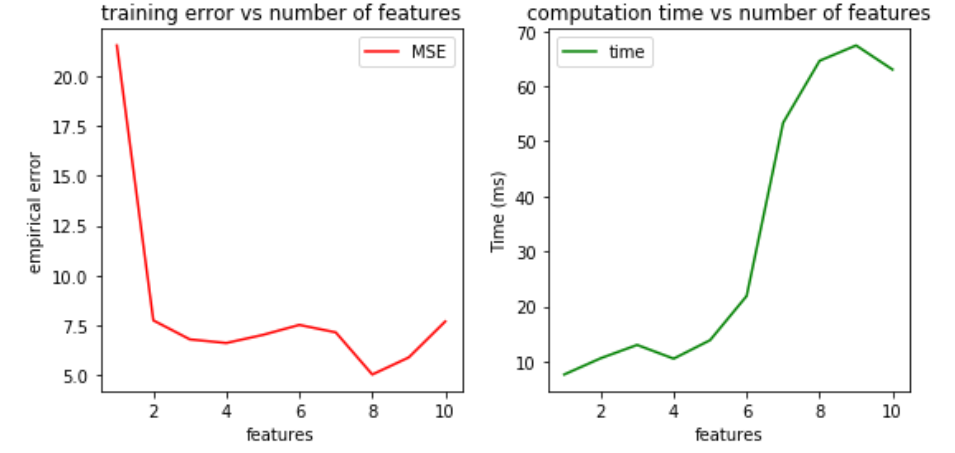 training error vs number of features
MSE
20.0
17.5
15.0
12.5
10.0
7.5
5.0
empirical error
2 4 6 8 10
features
computation time vs number of features
time
70
60
50
40
30
20
10
Time (ms)
2 4 6 8 10
features